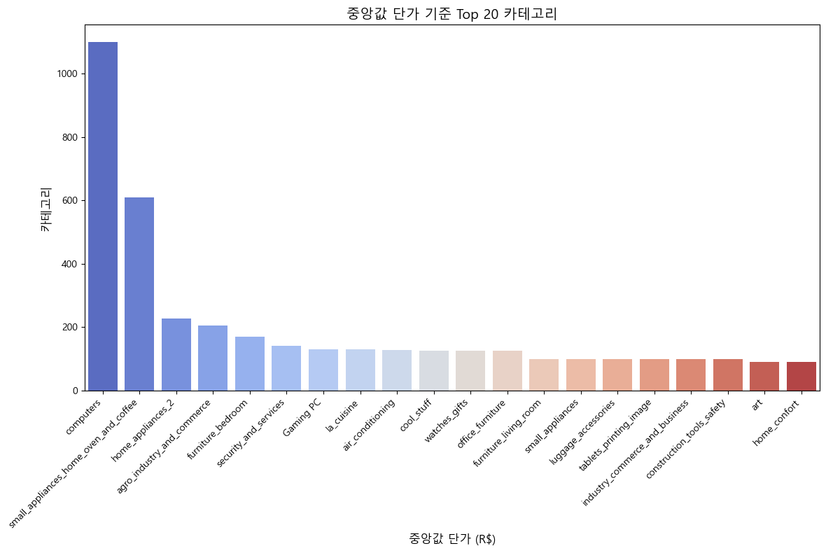 중앙값 단가 기준 Top 20 카테고리
카테고리
1000
800
600
400
200
0
computers
small_appliances_home_oven_and_coffee
home_appliances_2
agro_industry_and_commerce
furniture_bedroom
security_and_services
Gaming PC
la_cuisine
air_conditioning
cool_stuff
watches_gifts
office_furniture
furniture_living_room
small_appliances
luggage_accessories
tablets_printing_image
industry_commerce_and_business
construction_tools_safety
art
home_confort
중앙값 단가 (R$)